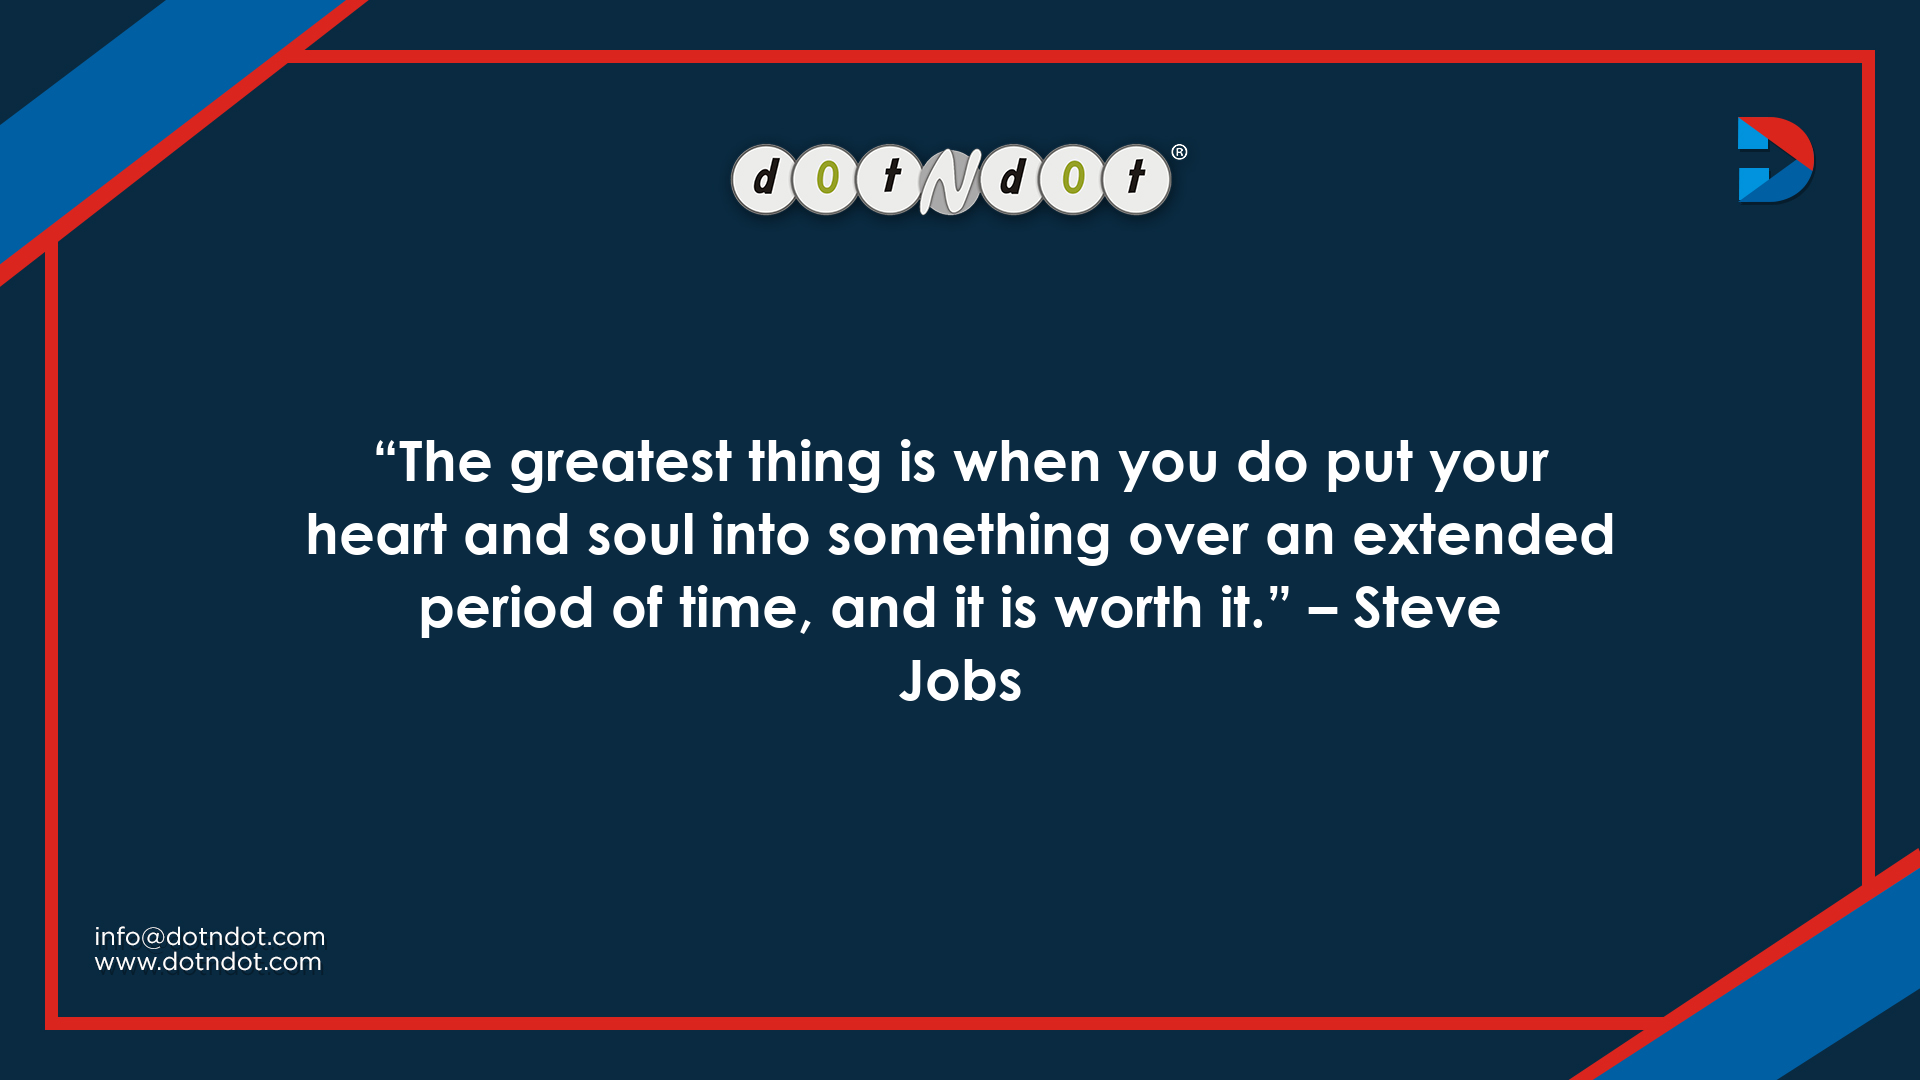 dotNdot®
“The greatest thing is when you do put your
heart and soul into something over an extended
period of time, and it is worth it.” – Steve
Jobs
info@dotndot.com
www.dotndot.com